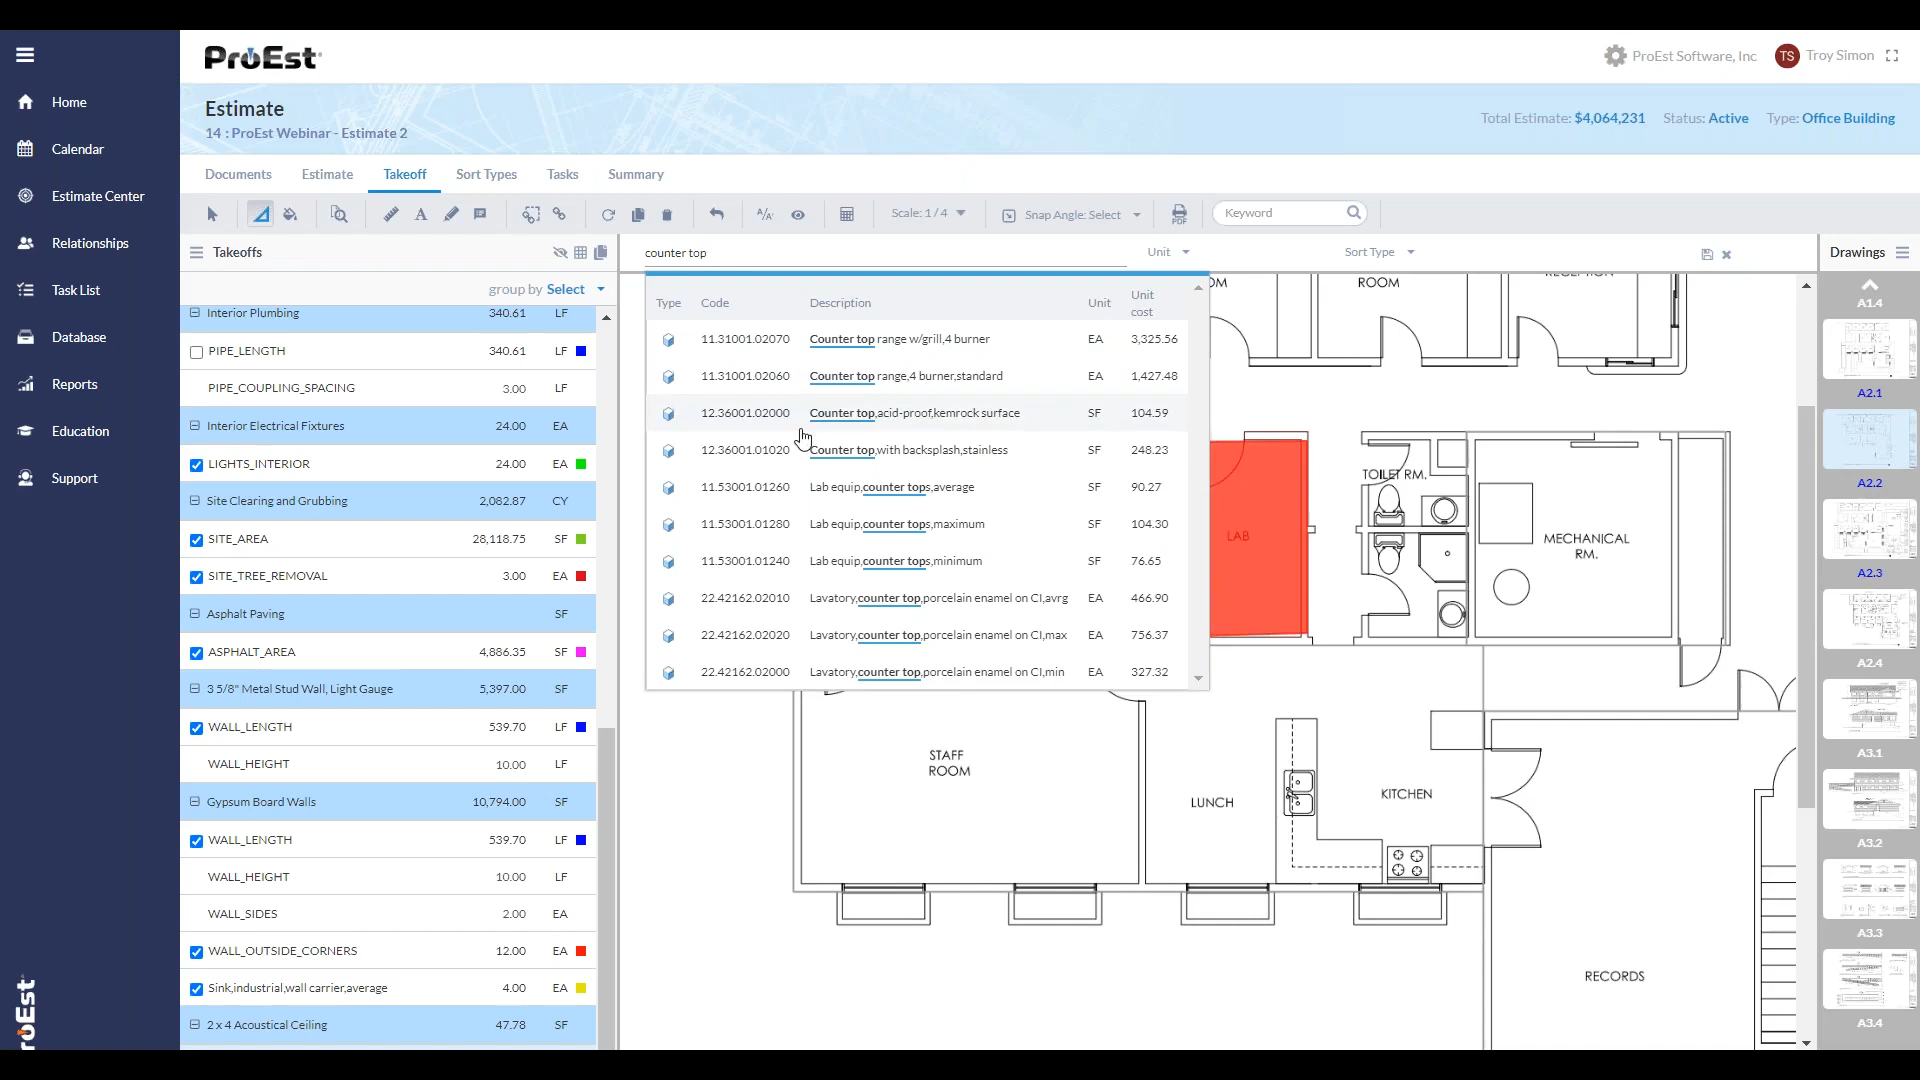 ProEst
ProEst Software, Inc
TS
Troy Simon
Home
Calendar
Estimate Center
Relationships
Task List
Database
Reports
Education
Support
Estimate
14 : ProEst Webinar - Estimate 2
Total Estimate: $4,064,231 Status: Active Type: Office Building
Documents Estimate Takeoff Sort Types Tasks Summary
Scale: 1 / 4
Snap Angle: Select
PDF
Keyword
Takeoffs
group by Select
Interior Plumbing 340.61 LF
PIPE_LENGTH 340.61 LF
PIPE_COUPLING_SPACING 3.00 LF
Interior Electrical Fixtures 24.00 EA
LIGHTS_INTERIOR 24.00 EA
Site Clearing and Grubbing 2,082.87 CY
SITE_AREA 28,118.75 SF
SITE_TREE_REMOVAL 3.00 EA
Asphalt Paving SF
ASPHALT_AREA 4,886.35 SF
3 5/8" Metal Stud Wall, Light Gauge 5,397.00 SF
WALL_LENGTH 539.70 LF
WALL_HEIGHT 10.00 LF
Gypsum Board Walls 10,794.00 SF
WALL_LENGTH 539.70 LF
WALL_HEIGHT 10.00 LF
WALL_SIDES 2.00 EA
WALL_OUTSIDE_CORNERS 12.00 EA
Sink,industrial,wall carrier,average 4.00 EA
2 x 4 Acoustical Ceiling 47.78 SF
counter top
Unit
Sort Type
Type Code Description Unit Unit cost
11.31001.02070 Counter top range w/grill,4 burner EA 3,325.56
11.31001.02060 Counter top range,4 burner,standard EA 1,427.48
12.36001.02000 Counter top,acid-proof,kemrock surface SF 104.59
12.36001.01020 Counter top,with backsplash,stainless SF 248.23
11.53001.01260 Lab equip,counter tops,average SF 90.27
11.53001.01280 Lab equip,counter tops,maximum SF 104.30
11.53001.01240 Lab equip,counter tops,minimum SF 76.65
22.42162.02010 Lavatory,counter top,porcelain enamel on CI,avrg EA 466.90
22.42162.02020 Lavatory,counter top,porcelain enamel on CI,max EA 756.37
22.42162.02000 Lavatory,counter top,porcelain enamel on CI,min EA 327.32
ROOM
LAB
TOILET RM.
MECHANICAL
RM.
STAFF
ROOM
LUNCH
KITCHEN
RECORDS
Drawings
A1.4
A2.1
A2.2
A2.3
A2.4
A3.1
A3.2
A3.3
A3.4